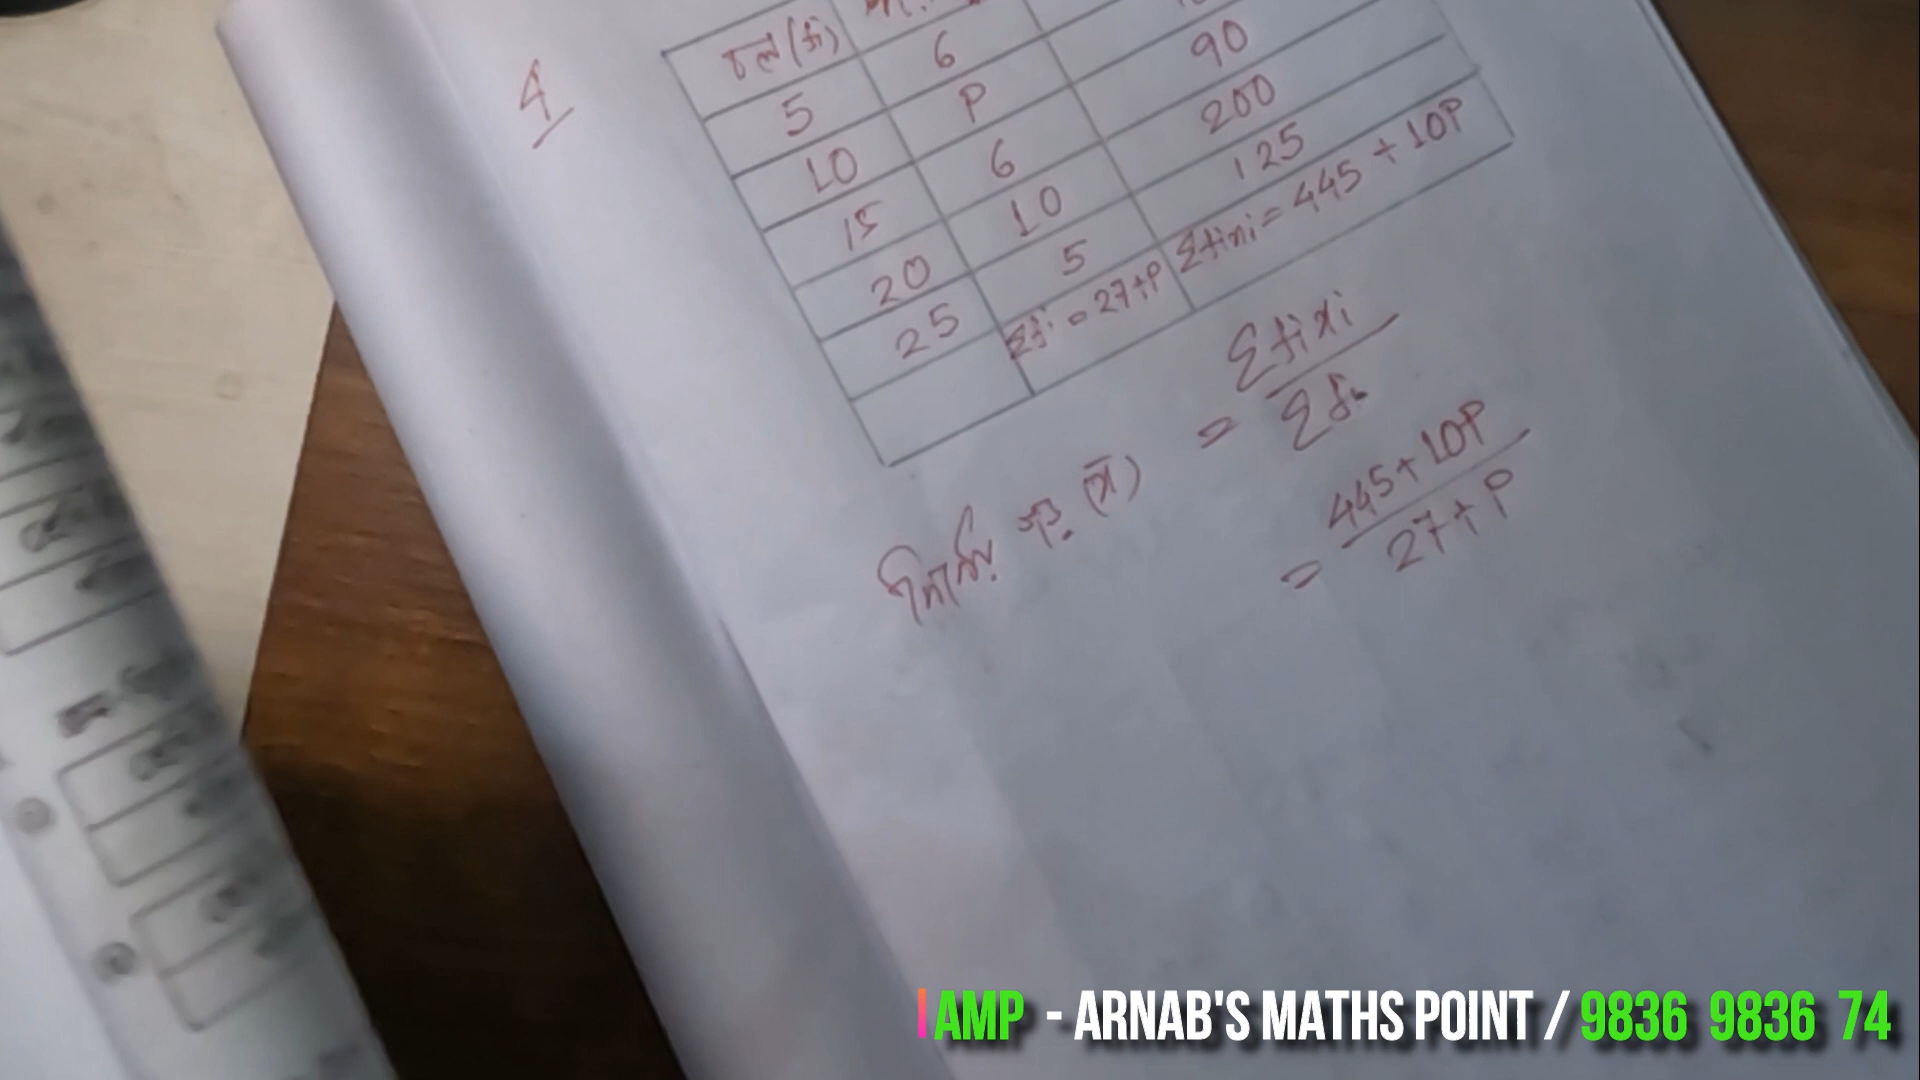 4
চল (fi)
5 6
10 P
15 6 90
20 10 200
25 5 125
Σfi = 27+P Σfixi = 445 + 10P
নির্ণেয় গড় (x̄) = Σfixi / Σfi
= 445 + 10P / 27 + P
AMP - ARNAB'S MATHS POINT / 9836 9836 74